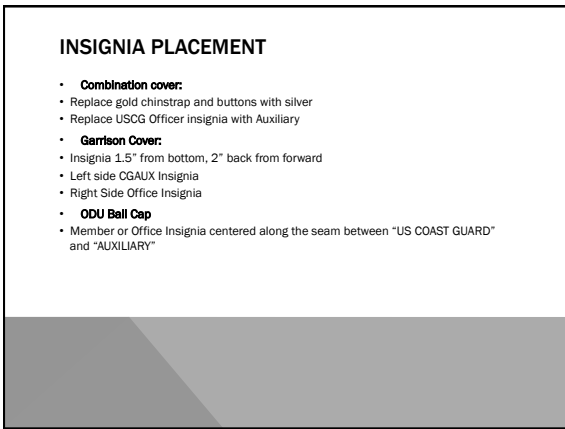 INSIGNIA PLACEMENT
• Combination cover:
• Replace gold chinstrap and buttons with silver
• Replace USCG Officer insignia with Auxiliary
• Garrison Cover:
• Insignia 1.5” from bottom, 2” back from forward
• Left side CGAUX Insignia
• Right Side Office Insignia
• ODU Ball Cap
• Member or Office Insignia centered along the seam between “US COAST GUARD”
and “AUXILIARY”